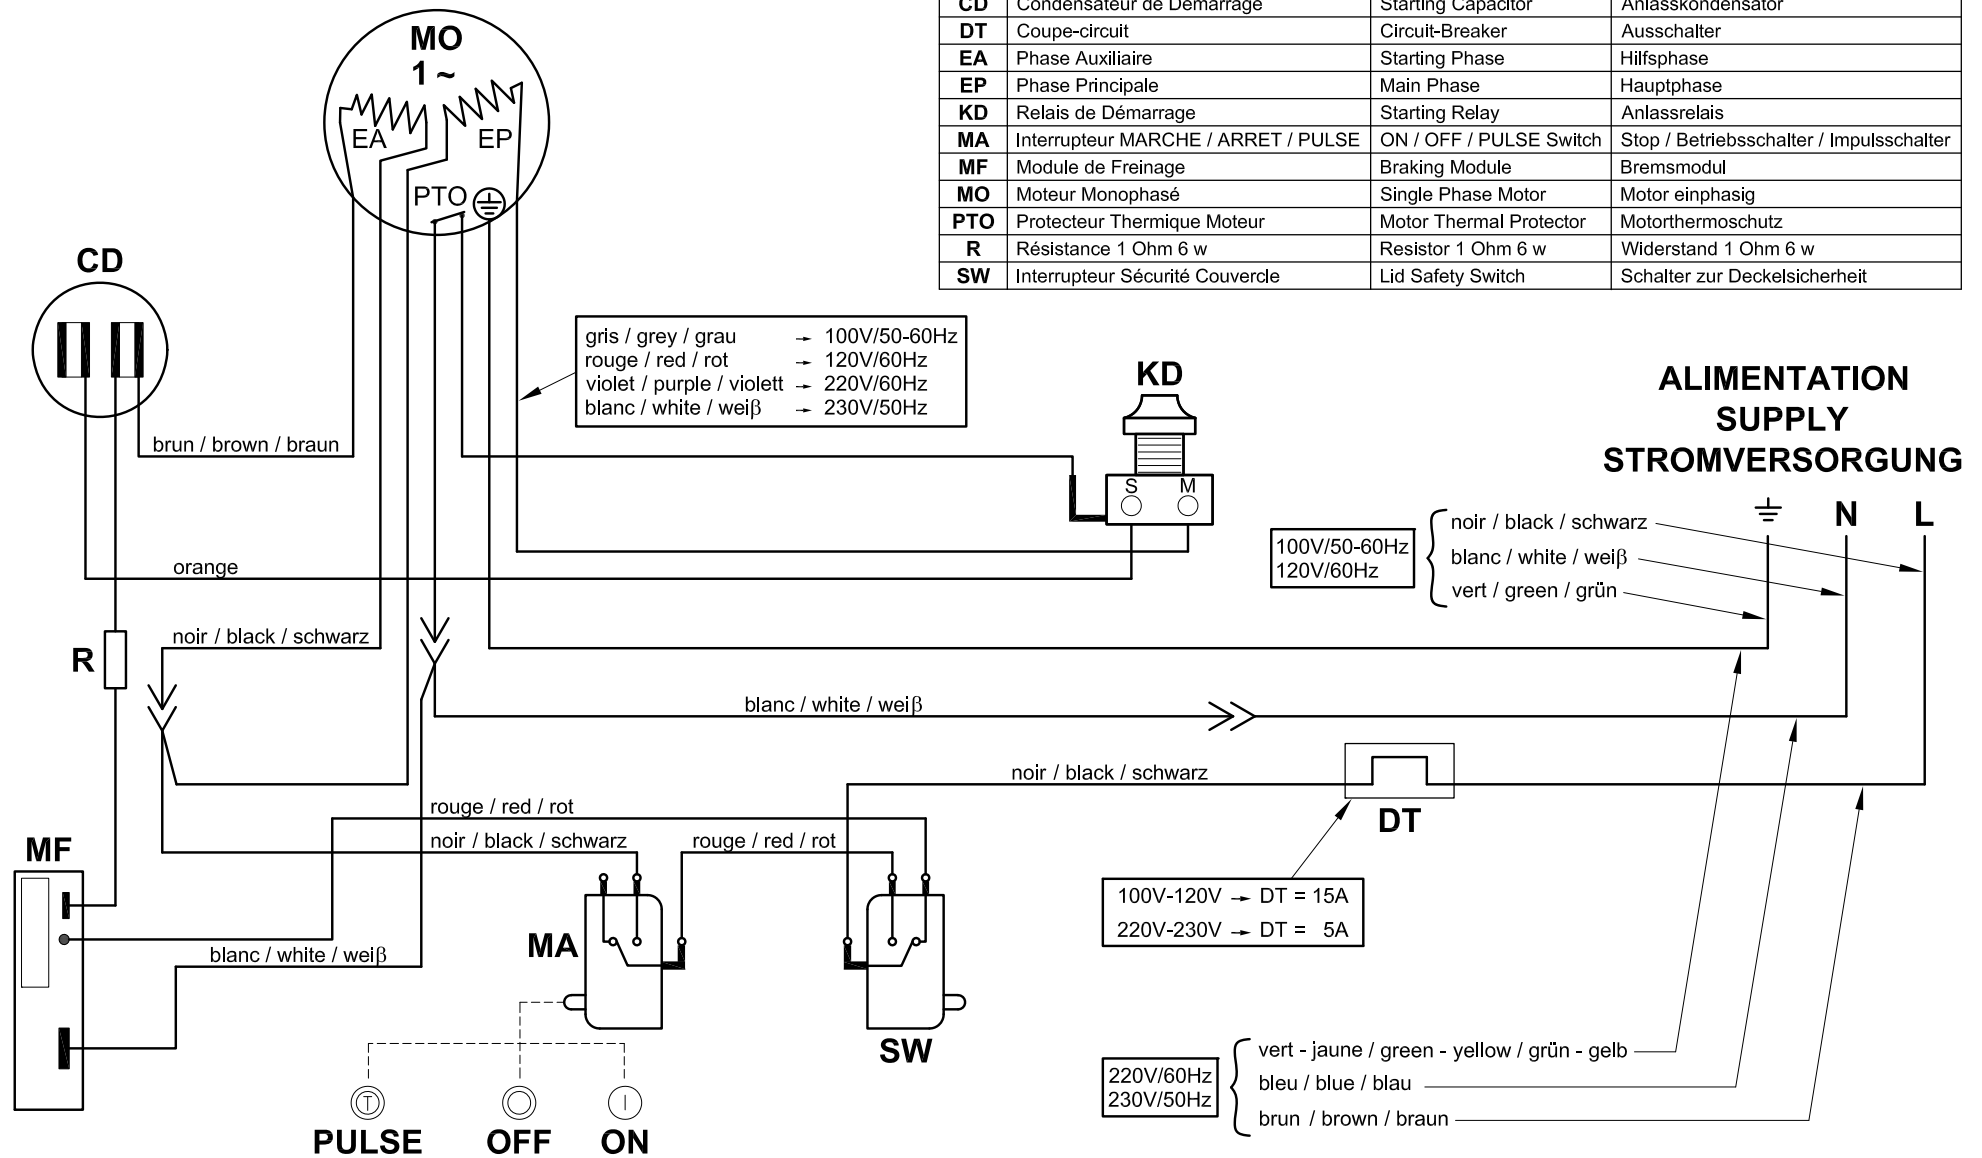 CD Condensateur de Démarrage Starting Capacitor Anlasskondensator
DT Coupe-circuit Circuit-Breaker Ausschalter
EA Phase Auxiliaire Starting Phase Hilfsphase
EP Phase Principale Main Phase Hauptphase
KD Relais de Démarrage Starting Relay Anlassrelais
MA Interrupteur MARCHE / ARRET / PULSE ON / OFF / PULSE Switch Stop / Betriebsschalter / Impulsschalter
MF Module de Freinage Braking Module Bremsmodul
MO Moteur Monophasé Single Phase Motor Motor einphasig
PTO Protecteur Thermique Moteur Motor Thermal Protector Motorthermoschutz
R Résistance 1 Ohm 6 w Resistor 1 Ohm 6 w Widerstand 1 Ohm 6 w
SW Interrupteur Sécurité Couvercle Lid Safety Switch Schalter zur Deckelsicherheit
MO
1 ~
EA
EP
PTO
CD
gris / grey / grau → 100V/50-60Hz
rouge / red / rot → 120V/60Hz
violet / purple / violett → 220V/60Hz
blanc / white / weiβ → 230V/50Hz
KD
S M
ALIMENTATION
SUPPLY
STROMVERSORGUNG
N L
brun / brown / braun
orange
100V/50-60Hz
120V/60Hz
noir / black / schwarz
blanc / white / weiβ
vert / green / grün
noir / black / schwarz
R
blanc / white / weiβ
noir / black / schwarz
DT
rouge / red / rot
noir / black / schwarz
rouge / red / rot
MF
100V-120V → DT = 15A
220V-230V → DT = 5A
MA
blanc / white / weiβ
SW
220V/60Hz
230V/50Hz
vert - jaune / green - yellow / grün - gelb
bleu / blue / blau
brun / brown / braun
T I
PULSE OFF ON